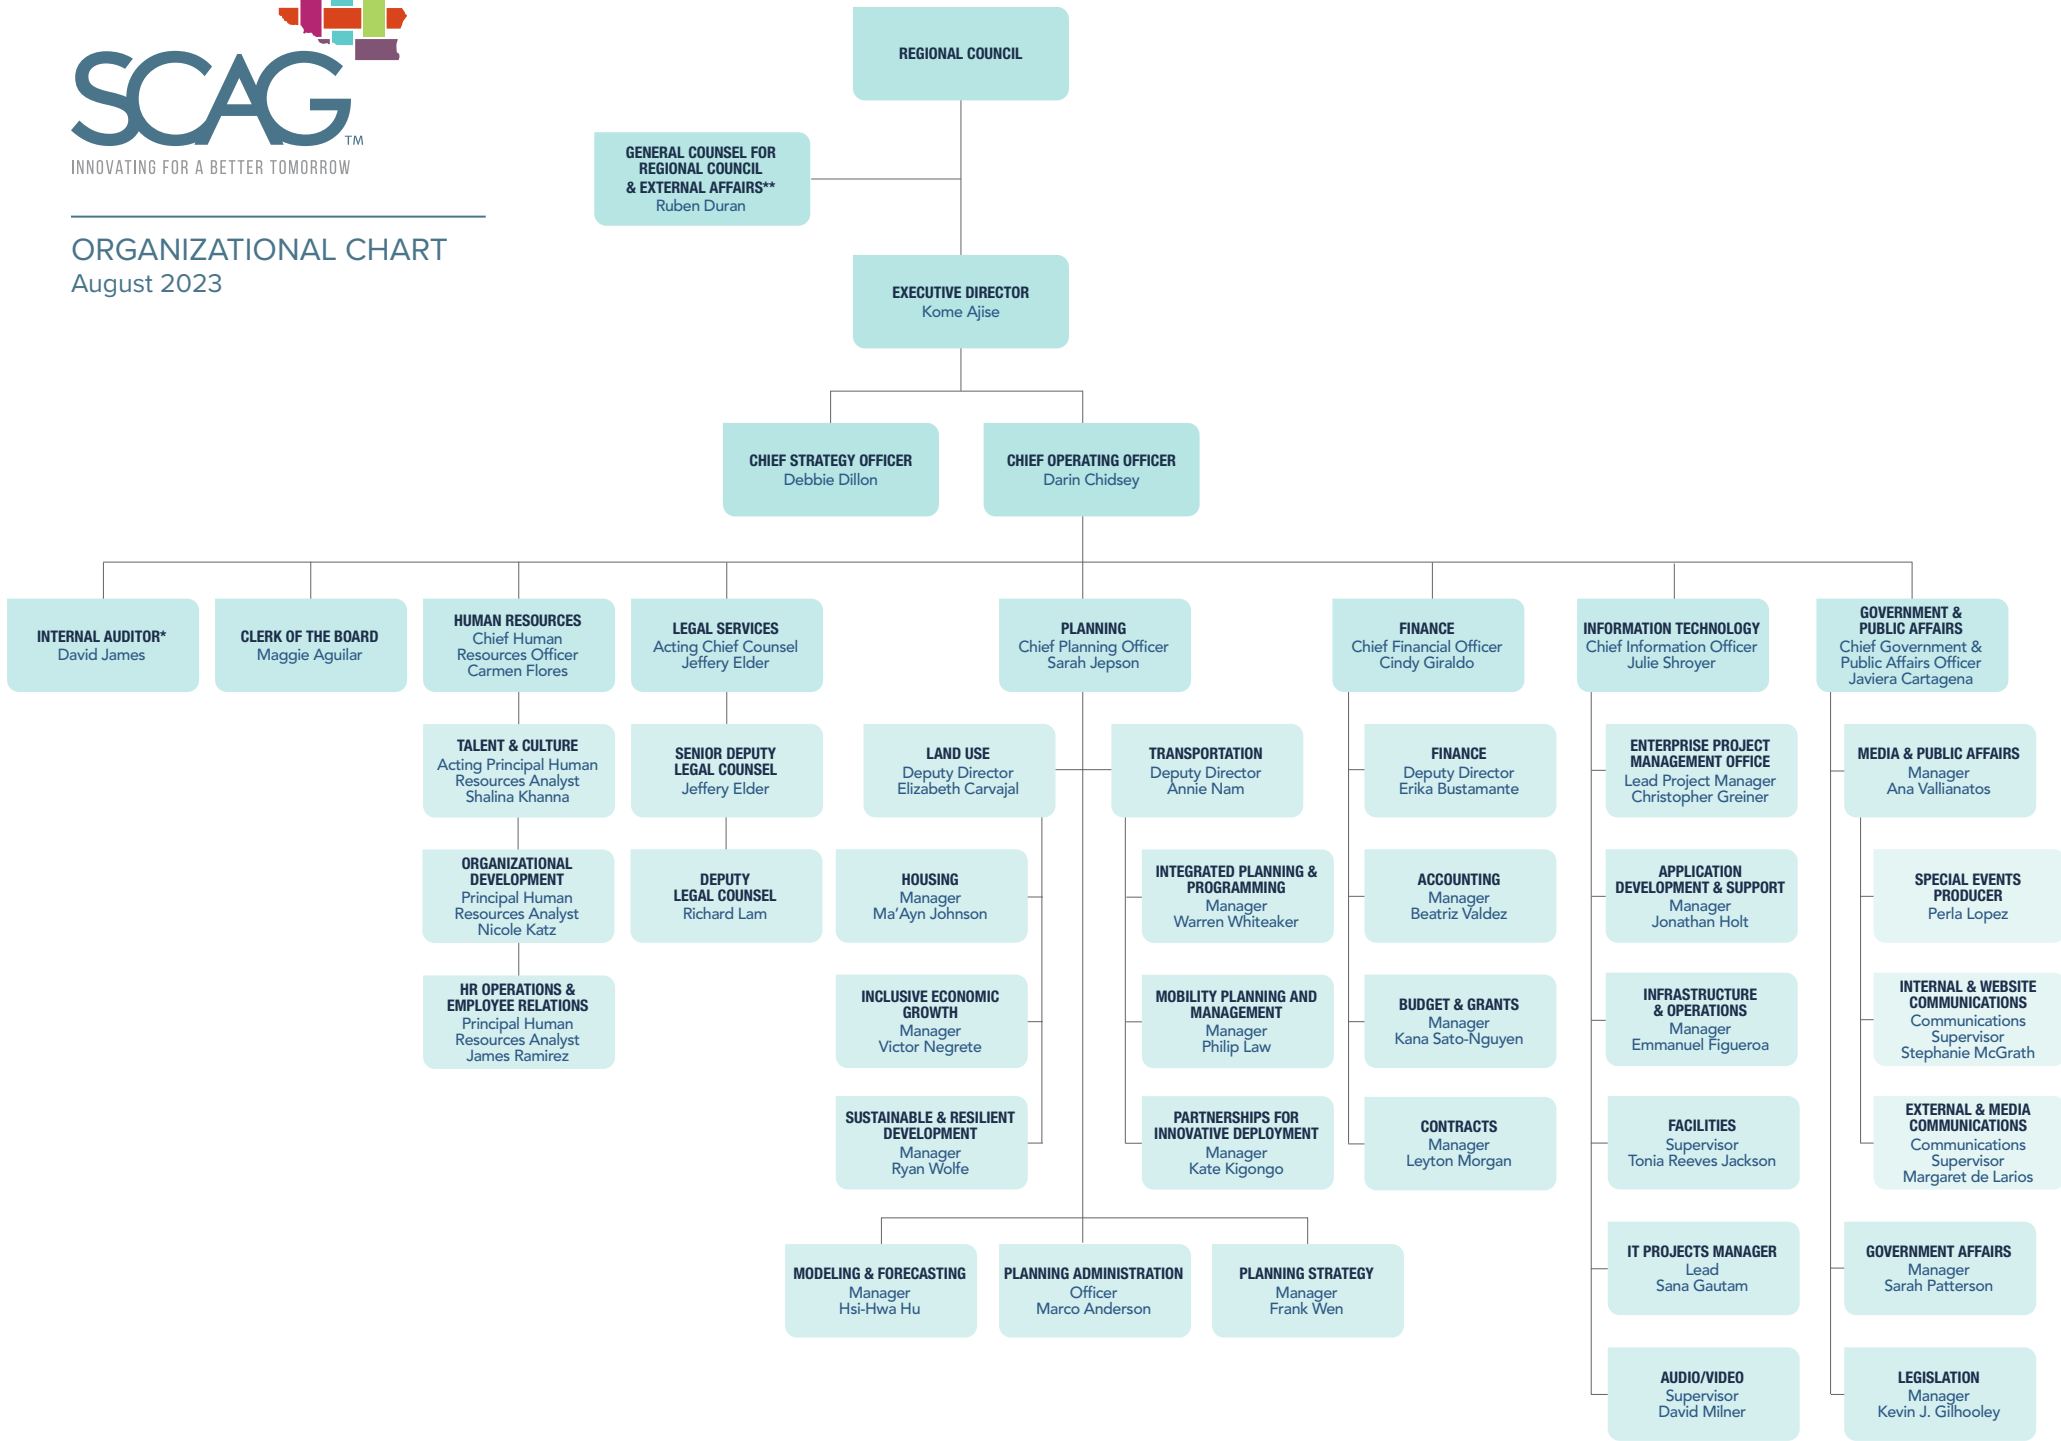 SCAG
TM
INNOVATING FOR A BETTER TOMORROW
ORGANIZATIONAL CHART
August 2023
REGIONAL COUNCIL
GENERAL COUNSEL FOR
REGIONAL COUNCIL
& EXTERNAL AFFAIRS**
Ruben Duran
EXECUTIVE DIRECTOR
Kome Ajise
CHIEF STRATEGY OFFICER
Debbie Dillon
CHIEF OPERATING OFFICER
Darin Chidsey
INTERNAL AUDITOR*
David James
CLERK OF THE BOARD
Maggie Aguilar
HUMAN RESOURCES
Chief Human
Resources Officer
Carmen Flores
LEGAL SERVICES
Acting Chief Counsel
Jeffery Elder
PLANNING
Chief Planning Officer
Sarah Jepson
FINANCE
Chief Financial Officer
Cindy Giraldo
INFORMATION TECHNOLOGY
Chief Information Officer
Julie Shroyer
GOVERNMENT &
PUBLIC AFFAIRS
Chief Government &
Public Affairs Officer
Javiera Cartagena
TALENT & CULTURE
Acting Principal Human
Resources Analyst
Shalina Khanna
SENIOR DEPUTY
LEGAL COUNSEL
Jeffery Elder
LAND USE
Deputy Director
Elizabeth Carvajal
TRANSPORTATION
Deputy Director
Annie Nam
FINANCE
Deputy Director
Erika Bustamante
ENTERPRISE PROJECT
MANAGEMENT OFFICE
Lead Project Manager
Christopher Greiner
MEDIA & PUBLIC AFFAIRS
Manager
Ana Vallianatos
ORGANIZATIONAL
DEVELOPMENT
Principal Human
Resources Analyst
Nicole Katz
DEPUTY
LEGAL COUNSEL
Richard Lam
HOUSING
Manager
Ma'Ayn Johnson
INTEGRATED PLANNING &
PROGRAMMING
Manager
Warren Whiteaker
ACCOUNTING
Manager
Beatriz Valdez
APPLICATION
DEVELOPMENT & SUPPORT
Manager
Jonathan Holt
SPECIAL EVENTS
PRODUCER
Perla Lopez
HR OPERATIONS &
EMPLOYEE RELATIONS
Principal Human
Resources Analyst
James Ramirez
INCLUSIVE ECONOMIC
GROWTH
Manager
Victor Negrete
MOBILITY PLANNING AND
MANAGEMENT
Manager
Philip Law
BUDGET & GRANTS
Manager
Kana Sato-Nguyen
INFRASTRUCTURE
& OPERATIONS
Manager
Emmanuel Figueroa
INTERNAL & WEBSITE
COMMUNICATIONS
Communications
Supervisor
Stephanie McGrath
SUSTAINABLE & RESILIENT
DEVELOPMENT
Manager
Ryan Wolfe
PARTNERSHIPS FOR
INNOVATIVE DEPLOYMENT
Manager
Kate Kigongo
CONTRACTS
Manager
Leyton Morgan
FACILITIES
Supervisor
Tonia Reeves Jackson
EXTERNAL & MEDIA
COMMUNICATIONS
Communications
Supervisor
Margaret de Larios
MODELING & FORECASTING
Manager
Hsi-Hwa Hu
PLANNING ADMINISTRATION
Officer
Marco Anderson
PLANNING STRATEGY
Manager
Frank Wen
IT PROJECTS MANAGER
Lead
Sana Gautam
GOVERNMENT AFFAIRS
Manager
Sarah Patterson
AUDIO/VIDEO
Supervisor
David Milner
LEGISLATION
Manager
Kevin J. Gilhooley